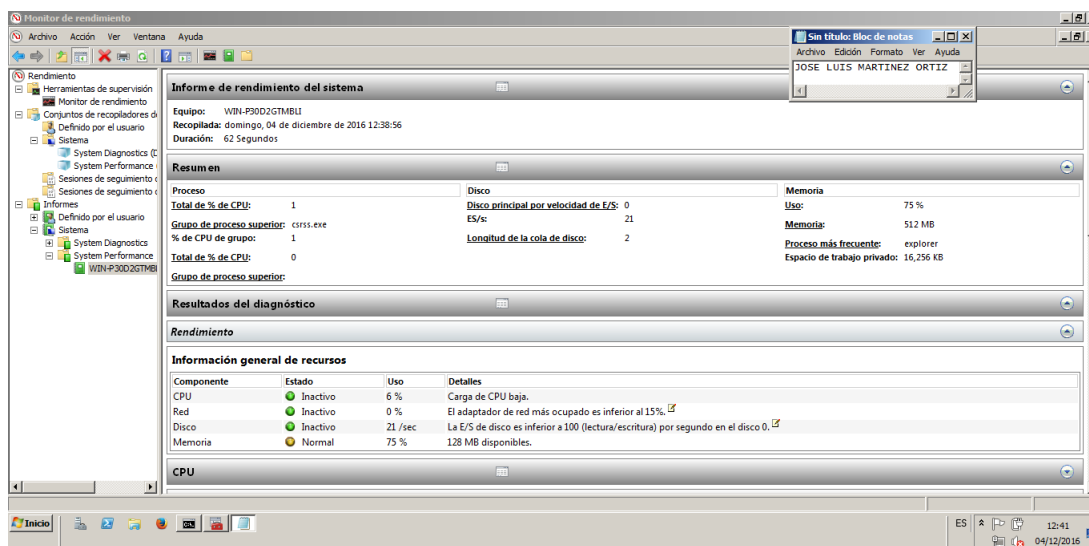 Monitor de rendimiento
Archivo Acción Ver Ventana Ayuda
Sin título: Bloc de notas
Archivo Edición Formato Ver Ayuda
JOSE LUIS MARTINEZ ORTIZ
Rendimiento
Herramientas de supervisión
Monitor de rendimiento
Conjuntos de recopiladores d
Definido por el usuario
Sistema
System Diagnostics (D
System Performance
Sesiones de seguimiento
Sesiones de seguimiento
Informes
Definido por el usuario
Sistema
System Diagnostics
System Performance
WIN-P30D2GTMB
Informe de rendimiento del sistema
Equipo: WIN-P30D2GTMBLI
Recopilada: domingo, 04 de diciembre de 2016 12:38:56
Duración: 62 Segundos
Resumen
Proceso
Total de % de CPU: 1
Grupo de proceso superior: csrss.exe
% de CPU de grupo: 1
Total de % de CPU: 0
Grupo de proceso superior:
Disco
Disco principal por velocidad de E/S: 0
ES/s: 21
Longitud de la cola de disco: 2
Memoria
Uso: 75 %
Memoria: 512 MB
Proceso más frecuente: explorer
Espacio de trabajo privado: 16,256 KB
Resultados del diagnóstico
Rendimiento
Información general de recursos
Componente Estado Uso Detalles
CPU Inactivo 6 % Carga de CPU baja.
Red Inactivo 0 % El adaptador de red más ocupado es inferior al 15%.
Disco Inactivo 21 /sec La E/S de disco es inferior a 100 (lectura/escritura) por segundo en el disco 0.
Memoria Normal 75 % 128 MB disponibles.
CPU
Inicio
ES
12:41
04/12/2016